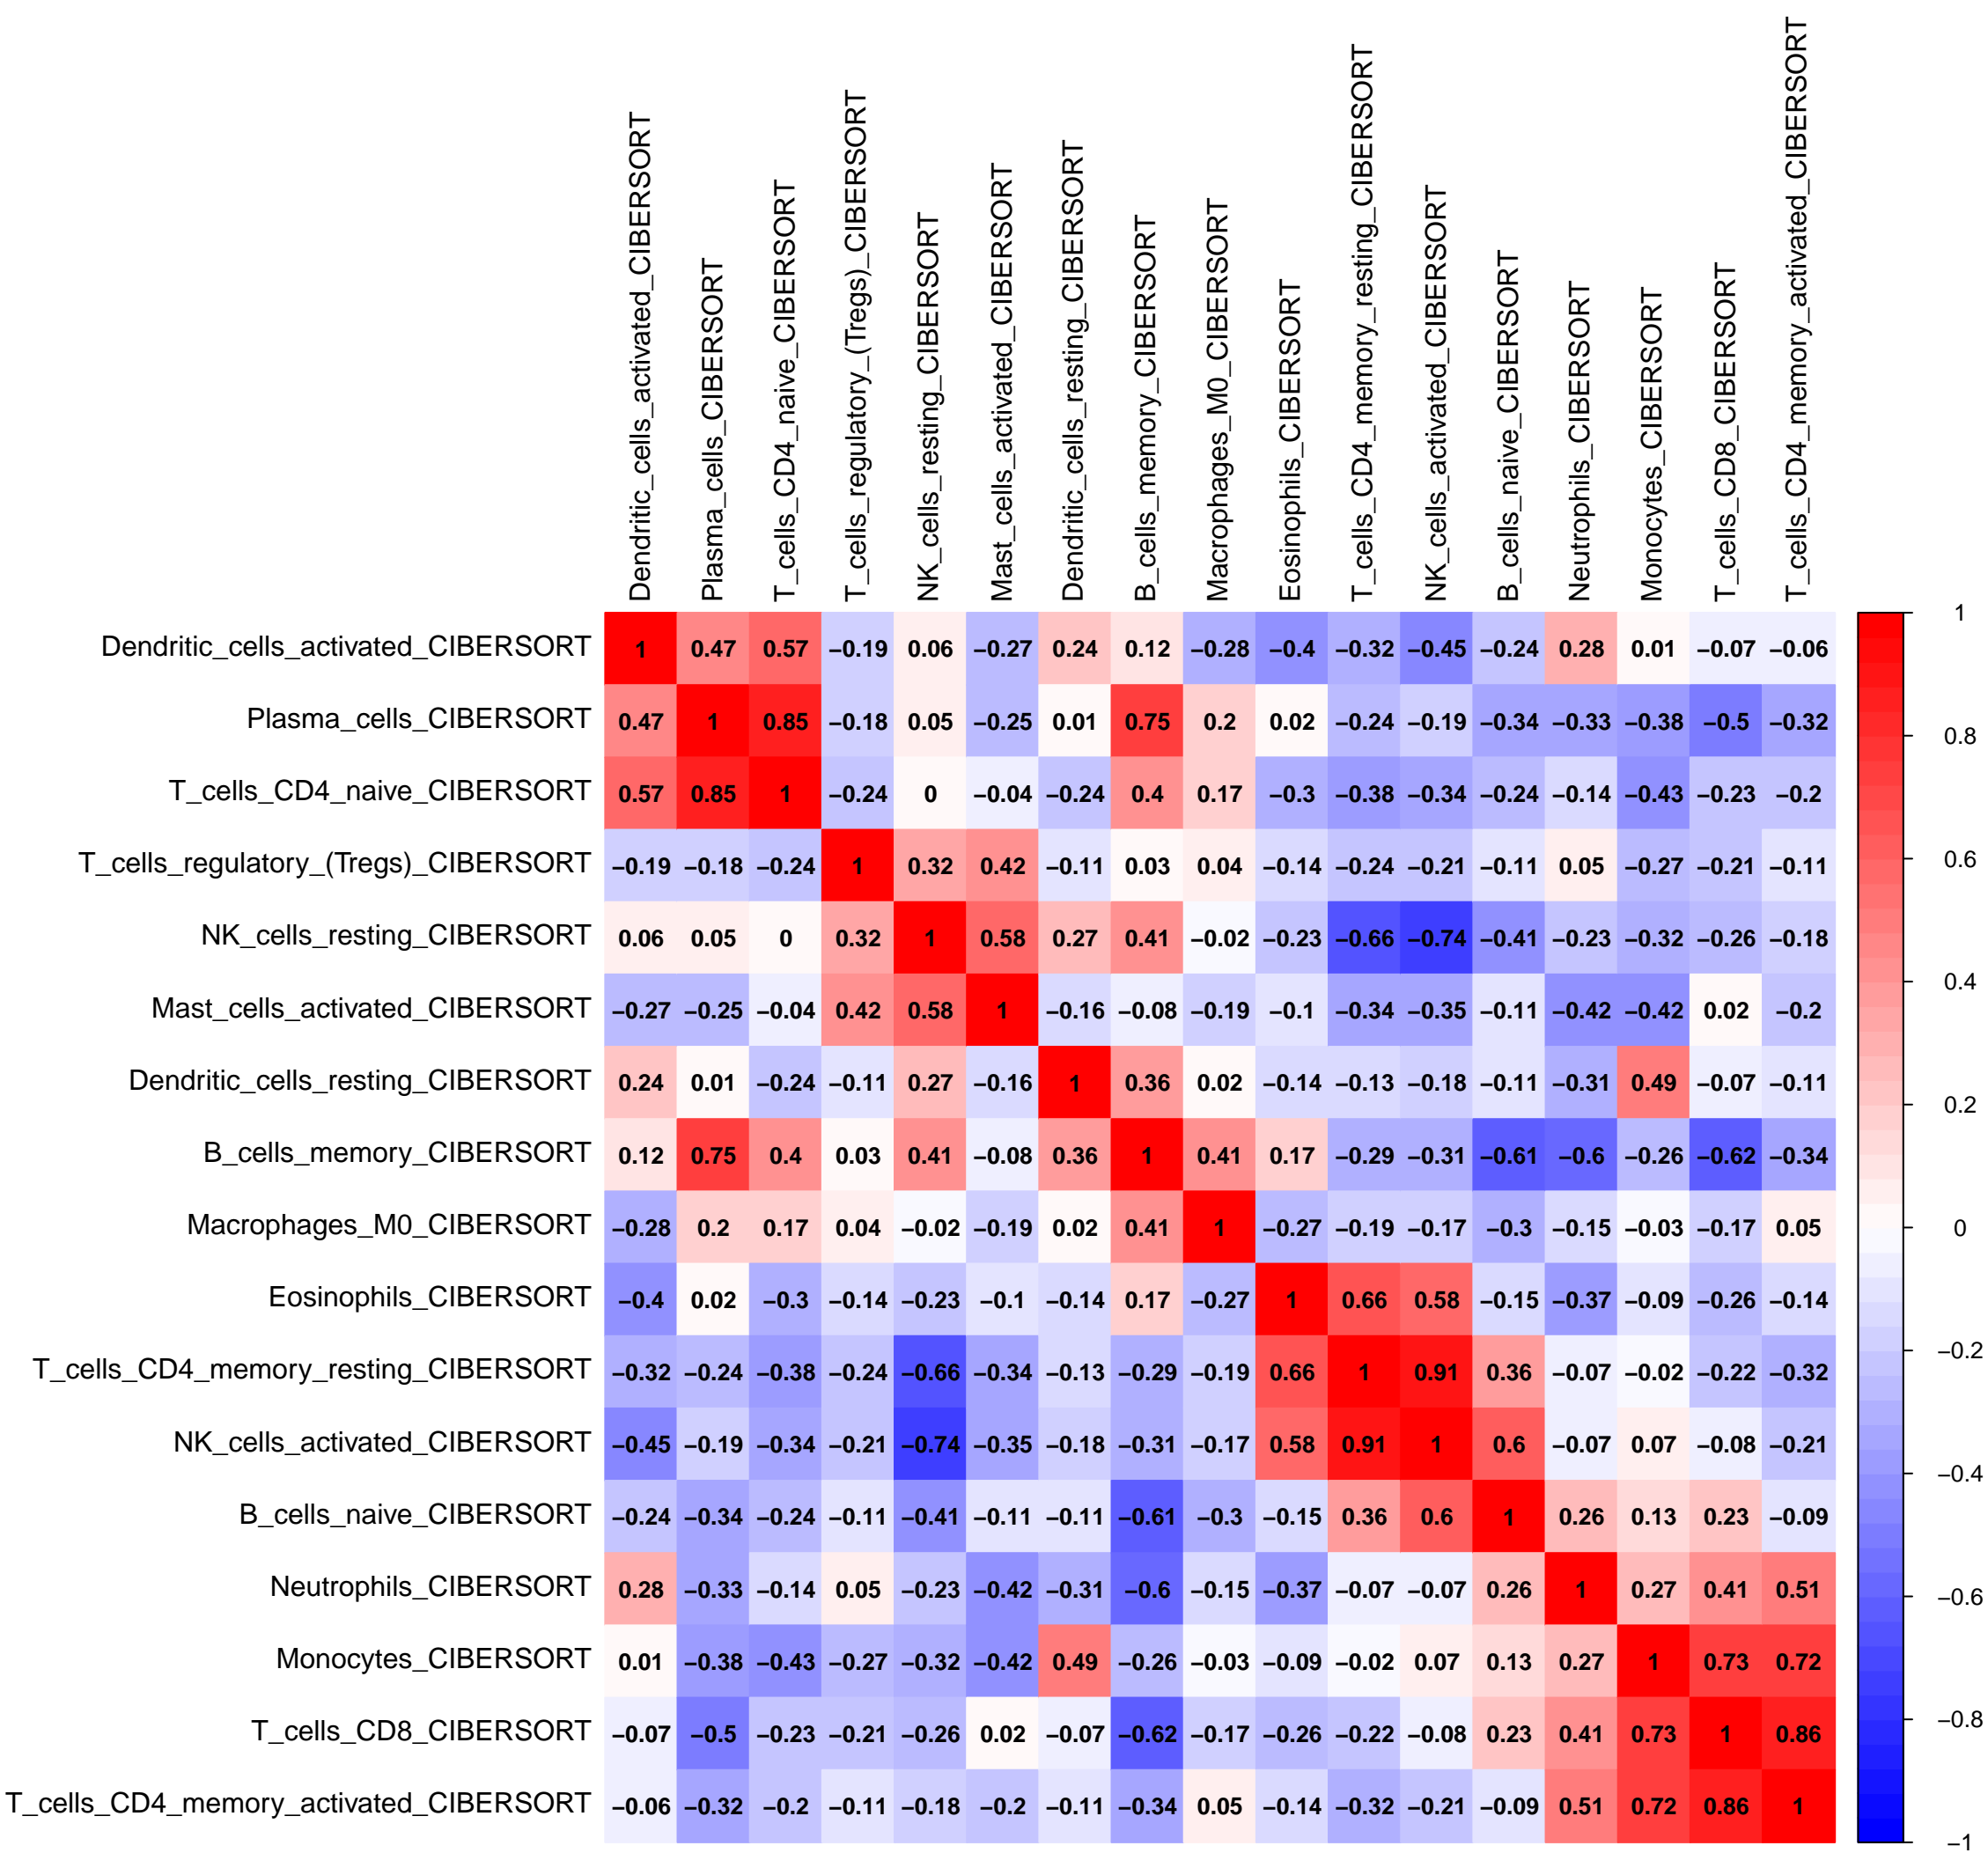 Dendritic_cells_activated_CIBERSORT
Plasma_cells_CIBERSORT
T_cells_CD4_naive_CIBERSORT
T_cells_regulatory_(Tregs)_CIBERSORT
NK_cells_resting_CIBERSORT
Mast_cells_activated_CIBERSORT
Dendritic_cells_resting_CIBERSORT
B_cells_memory_CIBERSORT
Macrophages_M0_CIBERSORT
Eosinophils_CIBERSORT
T_cells_CD4_memory_resting_CIBERSORT
NK_cells_activated_CIBERSORT
B_cells_naive_CIBERSORT
Neutrophils_CIBERSORT
Monocytes_CIBERSORT
T_cells_CD8_CIBERSORT
T_cells_CD4_memory_activated_CIBERSORT
Dendritic_cells_activated_CIBERSORT 1 0.47 0.57 −0.19 0.06 −0.27 0.24 0.12 −0.28 −0.4 −0.32 −0.45 −0.24 0.28 0.01 −0.07 −0.06
Plasma_cells_CIBERSORT 0.47 1 0.85 −0.18 0.05 −0.25 0.01 0.75 0.2 0.02 −0.24 −0.19 −0.34 −0.33 −0.38 −0.5 −0.32
T_cells_CD4_naive_CIBERSORT 0.57 0.85 1 −0.24 0 −0.04 −0.24 0.4 0.17 −0.3 −0.38 −0.34 −0.24 −0.14 −0.43 −0.23 −0.2
T_cells_regulatory_(Tregs)_CIBERSORT −0.19 −0.18 −0.24 1 0.32 0.42 −0.11 0.03 0.04 −0.14 −0.24 −0.21 −0.11 0.05 −0.27 −0.21 −0.11
NK_cells_resting_CIBERSORT 0.06 0.05 0 0.32 1 0.58 0.27 0.41 −0.02 −0.23 −0.66 −0.74 −0.41 −0.23 −0.32 −0.26 −0.18
Mast_cells_activated_CIBERSORT −0.27 −0.25 −0.04 0.42 0.58 1 −0.16 −0.08 −0.19 −0.1 −0.34 −0.35 −0.11 −0.42 −0.42 0.02 −0.2
Dendritic_cells_resting_CIBERSORT 0.24 0.01 −0.24 −0.11 0.27 −0.16 1 0.36 0.02 −0.14 −0.13 −0.18 −0.11 −0.31 0.49 −0.07 −0.11
B_cells_memory_CIBERSORT 0.12 0.75 0.4 0.03 0.41 −0.08 0.36 1 0.41 0.17 −0.29 −0.31 −0.61 −0.6 −0.26 −0.62 −0.34
Macrophages_M0_CIBERSORT −0.28 0.2 0.17 0.04 −0.02 −0.19 0.02 0.41 1 −0.27 −0.19 −0.17 −0.3 −0.15 −0.03 −0.17 0.05
Eosinophils_CIBERSORT −0.4 0.02 −0.3 −0.14 −0.23 −0.1 −0.14 0.17 −0.27 1 0.66 0.58 −0.15 −0.37 −0.09 −0.26 −0.14
T_cells_CD4_memory_resting_CIBERSORT −0.32 −0.24 −0.38 −0.24 −0.66 −0.34 −0.13 −0.29 −0.19 0.66 1 0.91 0.36 −0.07 −0.02 −0.22 −0.32
NK_cells_activated_CIBERSORT −0.45 −0.19 −0.34 −0.21 −0.74 −0.35 −0.18 −0.31 −0.17 0.58 0.91 1 0.6 −0.07 0.07 −0.08 −0.21
B_cells_naive_CIBERSORT −0.24 −0.34 −0.24 −0.11 −0.41 −0.11 −0.11 −0.61 −0.3 −0.15 0.36 0.6 1 0.26 0.13 0.23 −0.09
Neutrophils_CIBERSORT 0.28 −0.33 −0.14 0.05 −0.23 −0.42 −0.31 −0.6 −0.15 −0.37 −0.07 −0.07 0.26 1 0.27 0.41 0.51
Monocytes_CIBERSORT 0.01 −0.38 −0.43 −0.27 −0.32 −0.42 0.49 −0.26 −0.03 −0.09 −0.02 0.07 0.13 0.27 1 0.73 0.72
T_cells_CD8_CIBERSORT −0.07 −0.5 −0.23 −0.21 −0.26 0.02 −0.07 −0.62 −0.17 −0.26 −0.22 −0.08 0.23 0.41 0.73 1 0.86
T_cells_CD4_memory_activated_CIBERSORT −0.06 −0.32 −0.2 −0.11 −0.18 −0.2 −0.11 −0.34 0.05 −0.14 −0.32 −0.21 −0.09 0.51 0.72 0.86 1
1
0.8
0.6
0.4
0.2
0
−0.2
−0.4
−0.6
−0.8
−1